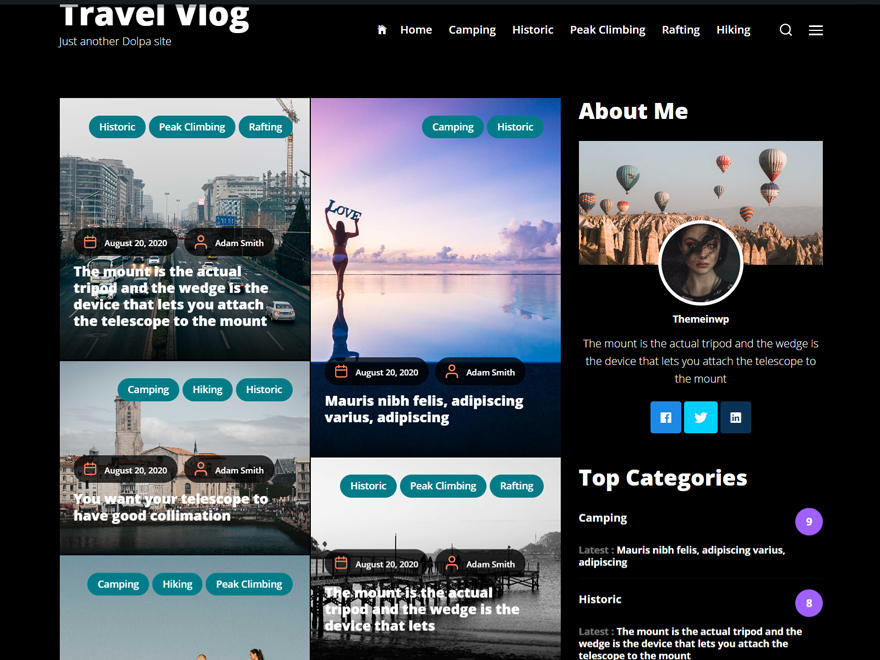 Travel Vlog
Just another Dolpa site
Home Camping Historic Peak Climbing Rafting Hiking
Historic Peak Climbing Rafting
August 20, 2020 Adam Smith
The mount is the actual
tripod and the wedge is the
device that lets you attach
the telescope to the mount
Camping Historic
LOVE
August 20, 2020 Adam Smith
Mauris nibh felis, adipiscing
varius, adipiscing
Camping Hiking Historic
August 20, 2020 Adam Smith
You want your telescope to
have good collimation
Historic Peak Climbing Rafting
August 20, 2020 Adam Smith
The mount is the actual
tripod and the wedge is the
device that lets
Camping Hiking Peak Climbing
About Me
Themeinwp
The mount is the actual tripod and the wedge is
the device that lets you attach the telescope to
the mount
Top Categories
Camping 9
Latest : Mauris nibh felis, adipiscing varius,
adipiscing
Historic 8
Latest : The mount is the actual tripod and the
wedge is the device that lets you attach the
telescope to the mount